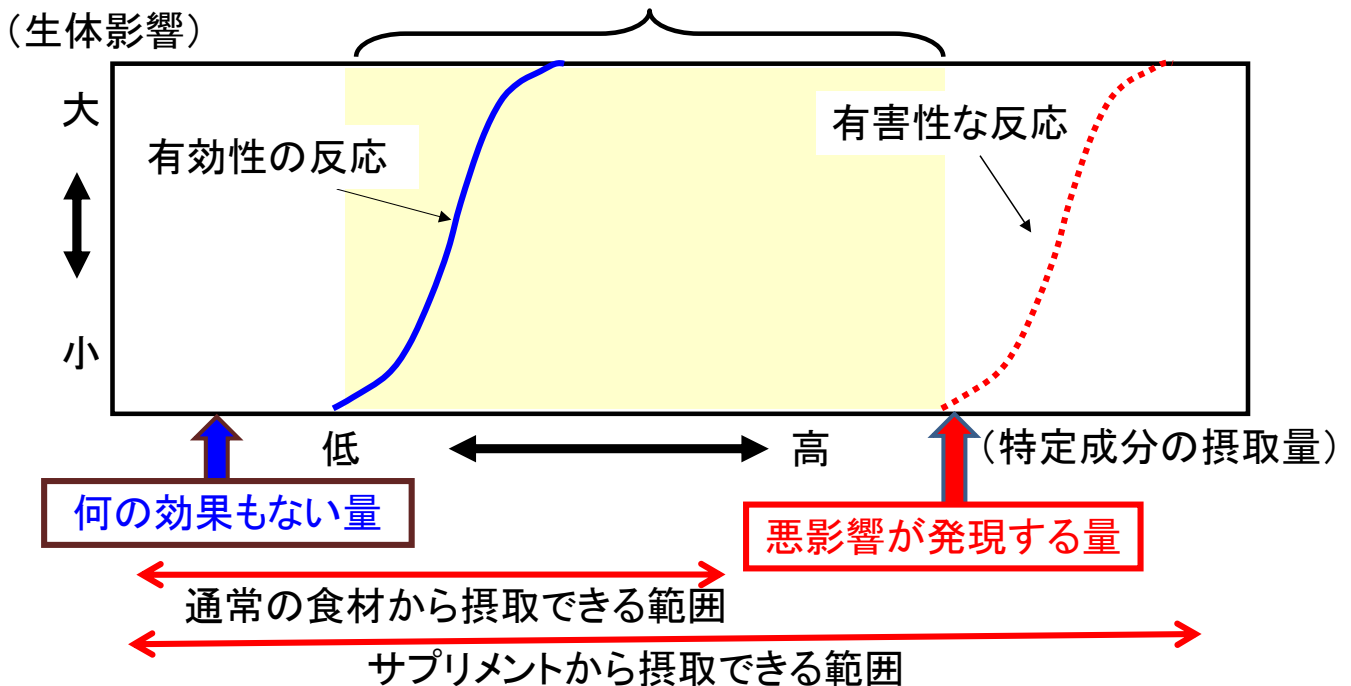 （生体影響）
大
有効性の反応
有害性な反応
小
低
高
（特定成分の摂取量）
何の効果もない量
悪影響が発現する量
通常の食材から摂取できる範囲
サプリメントから摂取できる範囲